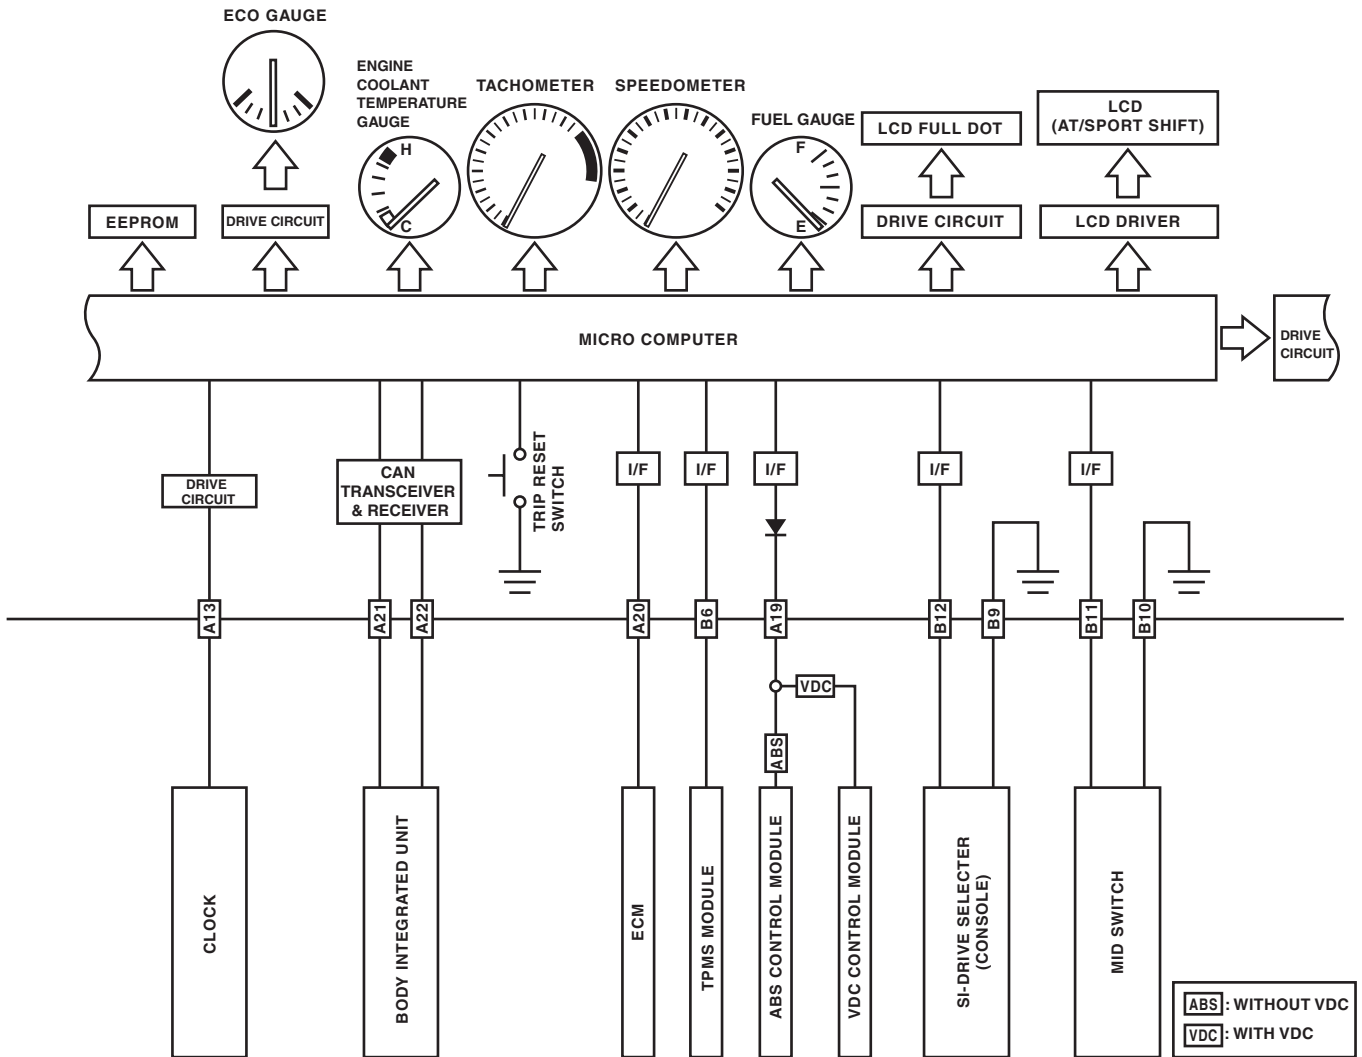 ECO GAUGE
ENGINE
COOLANT
TEMPERATURE
GAUGE
TACHOMETER
SPEEDOMETER
FUEL GAUGE
LCD FULL DOT
LCD
(AT/SPORT SHIFT)
H
C
F
E
EEPROM
DRIVE CIRCUIT
DRIVE CIRCUIT
LCD DRIVER
MICRO COMPUTER
DRIVE
CIRCUIT
DRIVE
CIRCUIT
CAN
TRANSCEIVER
& RECEIVER
TRIP RESET
SWITCH
I/F
I/F
I/F
I/F
I/F
A13
A21
A22
A20
B6
A19
B12
B9
B11
B10
VDC
ABS
CLOCK
BODY INTEGRATED UNIT
ECM
TPMS MODULE
ABS CONTROL MODULE
VDC CONTROL MODULE
SI-DRIVE SELECTER
(CONSOLE)
MID SWITCH
ABS : WITHOUT VDC
VDC : WITH VDC